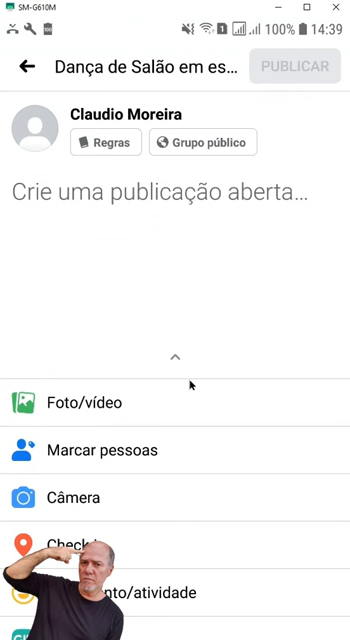 SM-G610M
100% 14:39
Dança de Salão em es...
PUBLICAR
Claudio Moreira
Regras
Grupo público
Crie uma publicação aberta...
Foto/vídeo
Marcar pessoas
Câmera
Check
nto/atividade